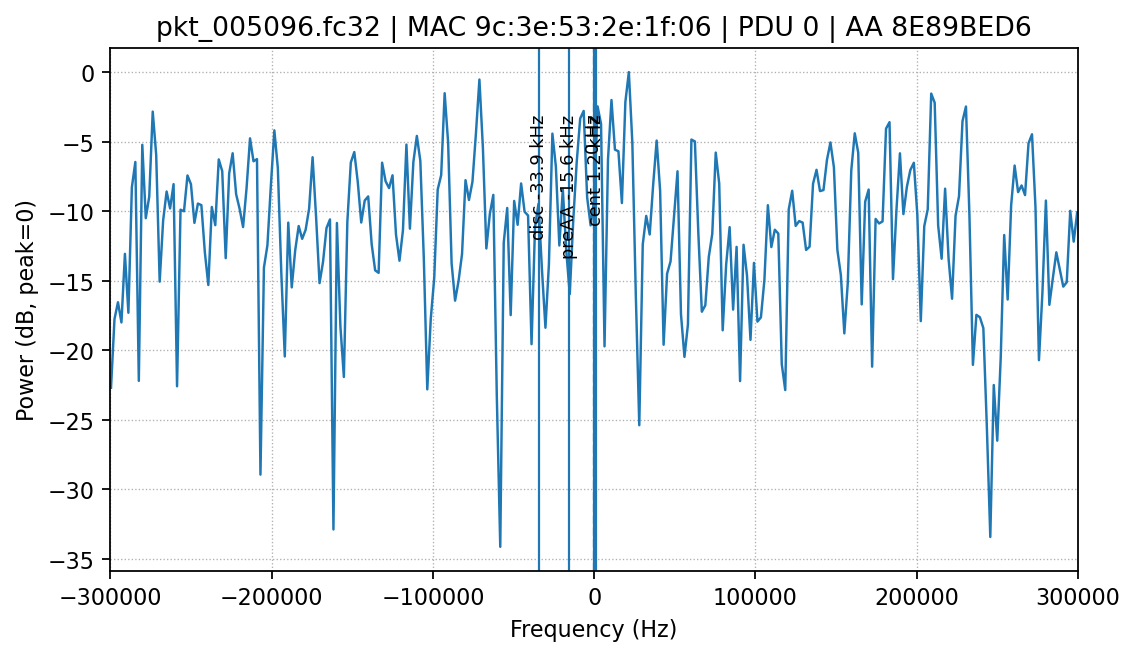 pkt_005096.fc32 | MAC 9c:3e:53:2e:1f:06 | PDU 0 | AA 8E89BED6
Power (dB, peak=0)
0
−5
−10
−15
−20
−25
−30
−35
disc -33.9 kHz
preAA -15.6 kHz
cent 1.2 kHz
−300000
−200000
−100000
0
100000
200000
300000
Frequency (Hz)